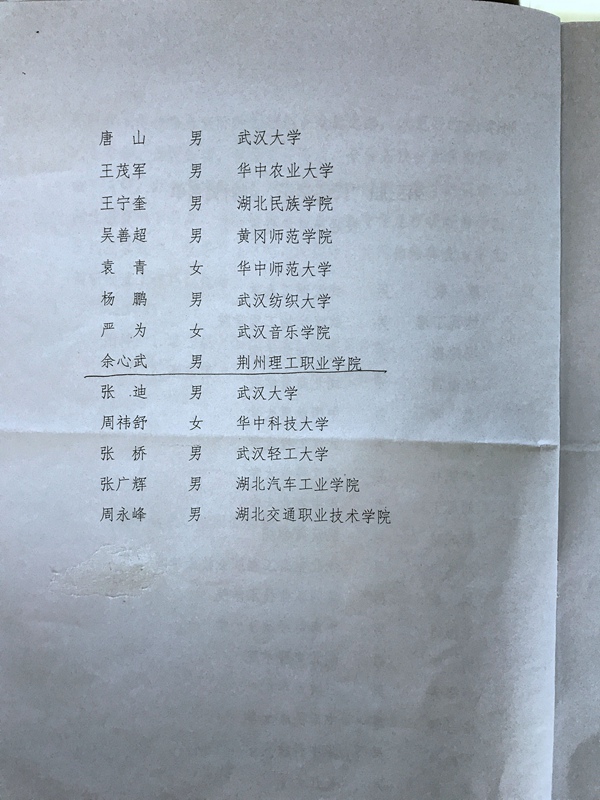 唐　山　男　武汉大学
王茂军　男　华中农业大学
王宁奎　男　湖北民族学院
吴善超　男　黄冈师范学院
袁　青　女　华中师范大学
杨　鹏　男　武汉纺织大学
严　为　女　武汉音乐学院
余心武　男　荆州理工职业学院
张　迪　男　武汉大学
周祎舒　女　华中科技大学
张　桥　男　武汉轻工大学
张广辉　男　湖北汽车工业学院
周永峰　男　湖北交通职业技术学院